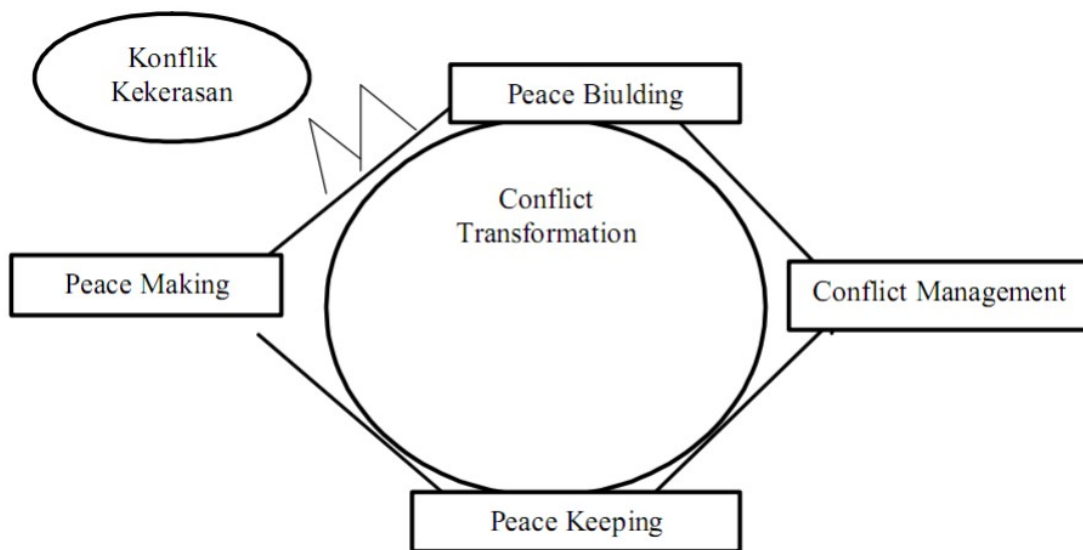 Konflik
Kekerasan
Peace Biulding
Conflict
Transformation
Peace Making
Conflict Management
Peace Keeping